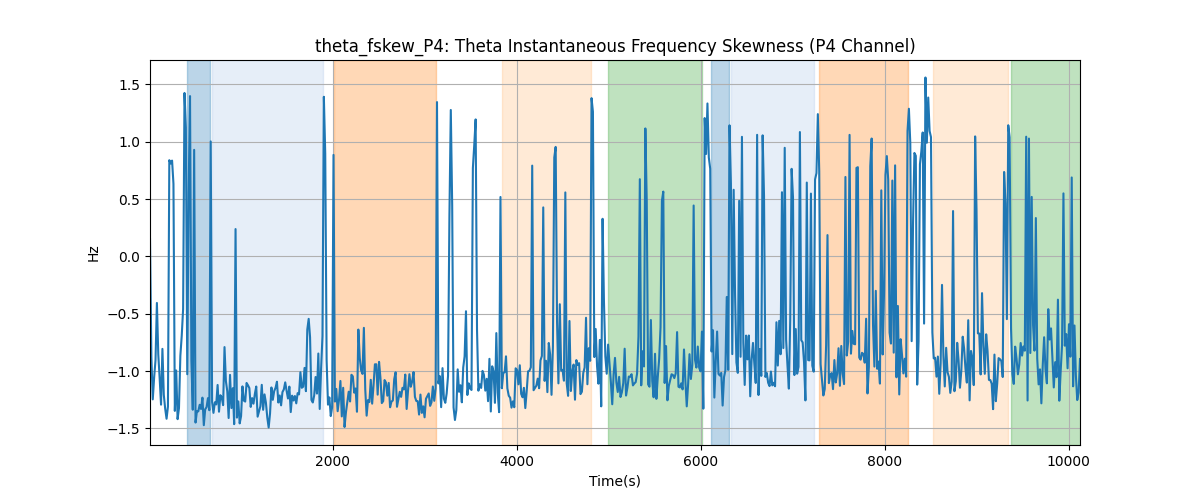 theta_fskew_P4: Theta Instantaneous Frequency Skewness (P4 Channel)
1.5
1.0
0.5
0.0
−0.5
−1.0
−1.5
Hz
2000 4000 6000 8000 10000
Time(s)